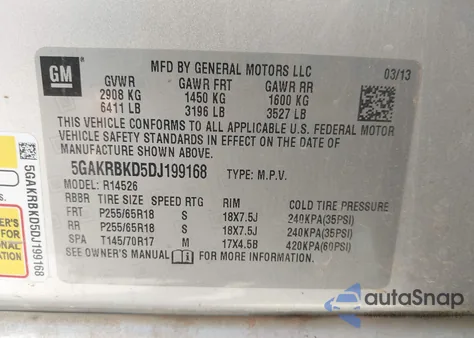 GM
MFD BY GENERAL MOTORS LLC
03/13
GVWR GAWR FRT GAWR RR
2908 KG 1450 KG 1600 KG
6411 LB 3196 LB 3527 LB
THIS VEHICLE CONFORMS TO ALL APPLICABLE U.S. FEDERAL MOTOR
VEHICLE SAFETY STANDARDS IN EFFECT ON THE DATE OF
MANUFACTURE SHOWN ABOVE.
5GAKRBKD5DJ199168 TYPE: M.P.V.
MODEL: R14526
RBBR TIRE SIZE SPEED RTG RIM COLD TIRE PRESSURE
FRT P255/65R18 S 18X7.5J 240KPA(35PSI)
RR P255/65R18 S 18X7.5J 240KPA(35PSI)
SPA T145/70R17 M 17X4.5B 420KPA(60PSI)
SEE OWNER'S MANUAL FOR MORE INFORMATION
5GAKRBKD5DJ199168
FOR
autoSnap